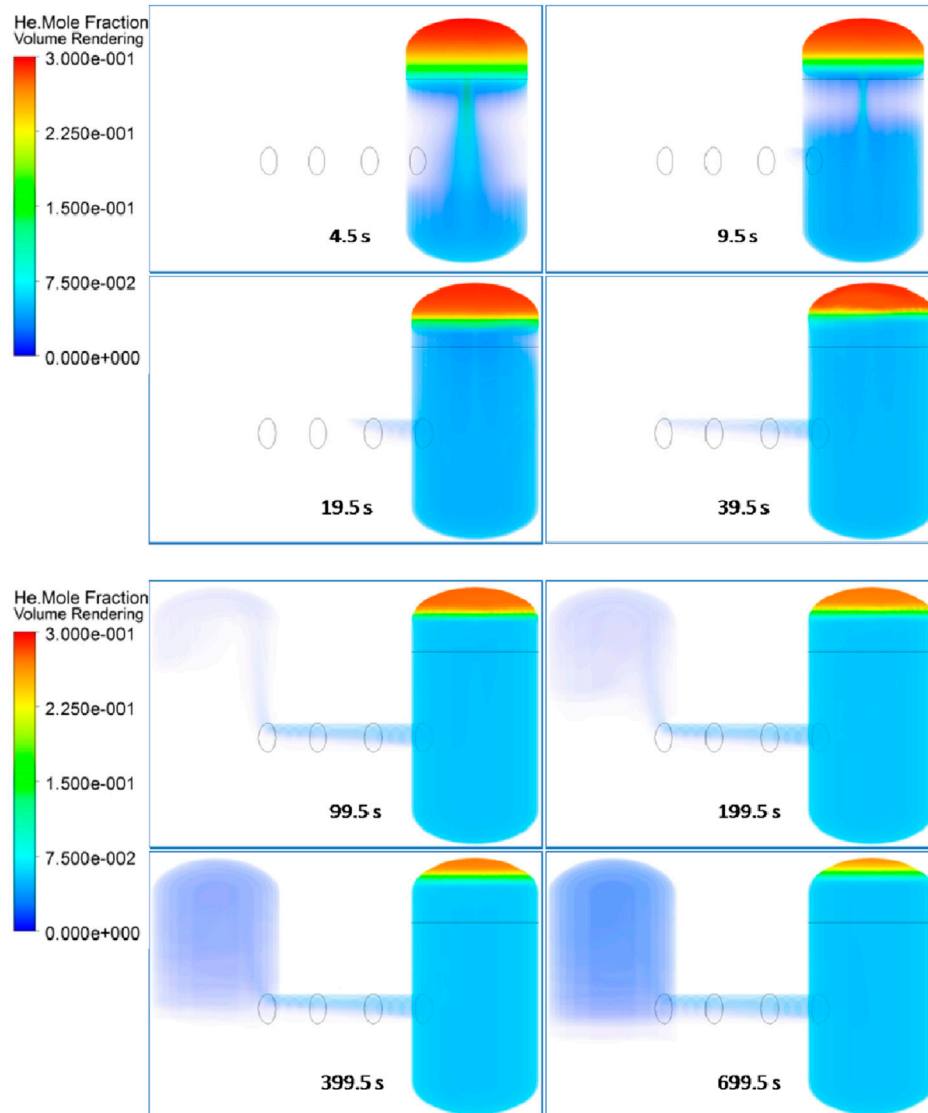 He.Mole Fraction
Volume Rendering
3.000e-001
2.250e-001
1.500e-001
7.500e-002
0.000e+000
4.5 s
9.5 s
19.5 s
39.5 s
He.Mole Fraction
Volume Rendering
3.000e-001
2.250e-001
1.500e-001
7.500e-002
0.000e+000
99.5 s
199.5 s
399.5 s
699.5 s